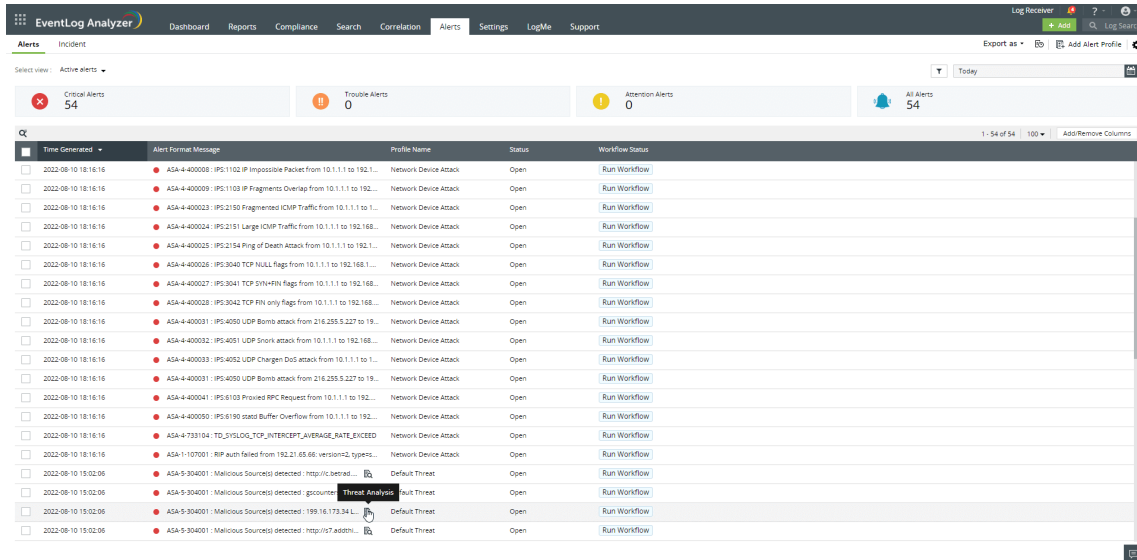 EventLog Analyzer
Dashboard Reports Compliance Search Correlation Alerts Settings LogMe Support
Log Receiver 4 ?
+ Add Log Searc
Alerts Incident
Export as Add Alert Profile
Select view : Active alerts
Today
Critical Alerts
54
Trouble Alerts
0
Attention Alerts
0
All Alerts
54
1 - 54 of 54 100 Add/Remove Columns
Time Generated Alert Format Message Profile Name Status Workflow Status
2022-08-10 18:16:16 ASA-4-400008 : IPS:1102 IP Impossible Packet from 10.1.1.1 to 192.1... Network Device Attack Open Run Workflow
2022-08-10 18:16:16 ASA-4-400009 : IPS:1103 IP Fragments Overlap from 10.1.1.1 to 192.... Network Device Attack Open Run Workflow
2022-08-10 18:16:16 ASA-4-400023 : IPS:2150 Fragmented ICMP Traffic from 10.1.1.1 to 1... Network Device Attack Open Run Workflow
2022-08-10 18:16:16 ASA-4-400024 : IPS:2151 Large ICMP Traffic from 10.1.1.1 to 192.168... Network Device Attack Open Run Workflow
2022-08-10 18:16:16 ASA-4-400025 : IPS:2154 Ping of Death Attack from 10.1.1.1 to 192.1... Network Device Attack Open Run Workflow
2022-08-10 18:16:16 ASA-4-400026 : IPS:3040 TCP NULL flags from 10.1.1.1 to 192.168.1.... Network Device Attack Open Run Workflow
2022-08-10 18:16:16 ASA-4-400027 : IPS:3041 TCP SYN+FIN flags from 10.1.1.1 to 192.168... Network Device Attack Open Run Workflow
2022-08-10 18:16:16 ASA-4-400028 : IPS:3042 TCP FIN only flags from 10.1.1.1 to 192.168.... Network Device Attack Open Run Workflow
2022-08-10 18:16:16 ASA-4-400031 : IPS:4050 UDP Bomb attack from 216.255.5.227 to 19... Network Device Attack Open Run Workflow
2022-08-10 18:16:16 ASA-4-400032 : IPS:4051 UDP Snork attack from 10.1.1.1 to 192.168.... Network Device Attack Open Run Workflow
2022-08-10 18:16:16 ASA-4-400033 : IPS:4052 UDP Chargen DoS attack from 10.1.1.1 to 1... Network Device Attack Open Run Workflow
2022-08-10 18:16:16 ASA-4-400031 : IPS:4050 UDP Bomb attack from 216.255.5.227 to 19... Network Device Attack Open Run Workflow
2022-08-10 18:16:16 ASA-4-400041 : IPS:6103 Proxied RPC Request from 10.1.1.1 to 192.... Network Device Attack Open Run Workflow
2022-08-10 18:16:16 ASA-4-400050 : IPS:6190 statd Buffer Overflow from 10.1.1.1 to 192.... Network Device Attack Open Run Workflow
2022-08-10 18:16:16 ASA-4-733104 : TD_SYSLOG_TCP_INTERCEPT_AVERAGE_RATE_EXCEED Network Device Attack Open Run Workflow
2022-08-10 18:16:16 ASA-1-107001 : RIP auth failed from 192.21.65.66: version=2, type=s... Network Device Attack Open Run Workflow
2022-08-10 15:02:06 ASA-5-304001 : Malicious Source(s) detected : http://c.betrad.... Default Threat Open Run Workflow
2022-08-10 15:02:06 ASA-5-304001 : Malicious Source(s) detected : gscounter Threat Analysis fault Threat Open Run Workflow
2022-08-10 15:02:06 ASA-5-304001 : Malicious Source(s) detected : 199.16.173.34 L... Default Threat Open Run Workflow
2022-08-10 15:02:06 ASA-5-304001 : Malicious Source(s) detected : http://s7.addthi... Default Threat Open Run Workflow